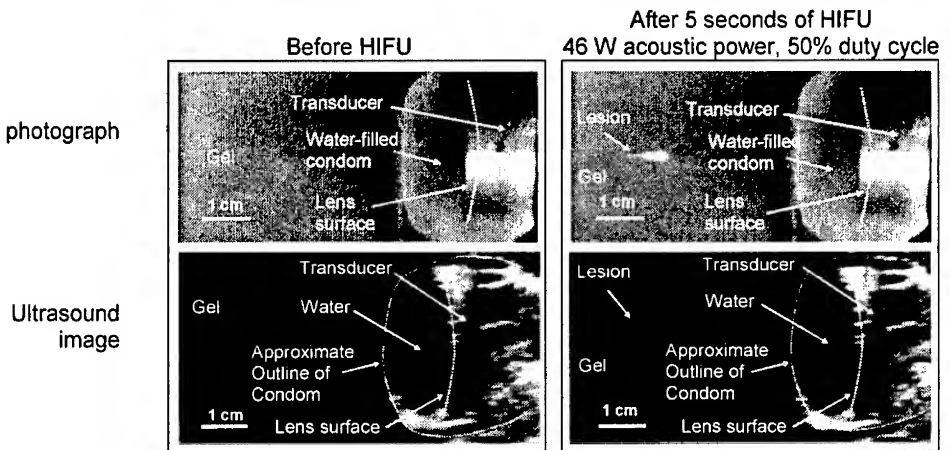 Before HIFU
After 5 seconds of HIFU
46 W acoustic power, 50% duty cycle
photograph
Transducer
Water-filled
condom
Gel
Lens
surface
1 cm
Transducer
Lesion
Water-filled
condom
Gel
Lens
surface
1 cm
Ultrasound
image
Transducer
Gel
Water
Approximate
Outline of
Condom
1 cm
Lens surface
Transducer
Lesion
Water
Approximate
Outline of
Condom
Gel
1 cm
Lens surface